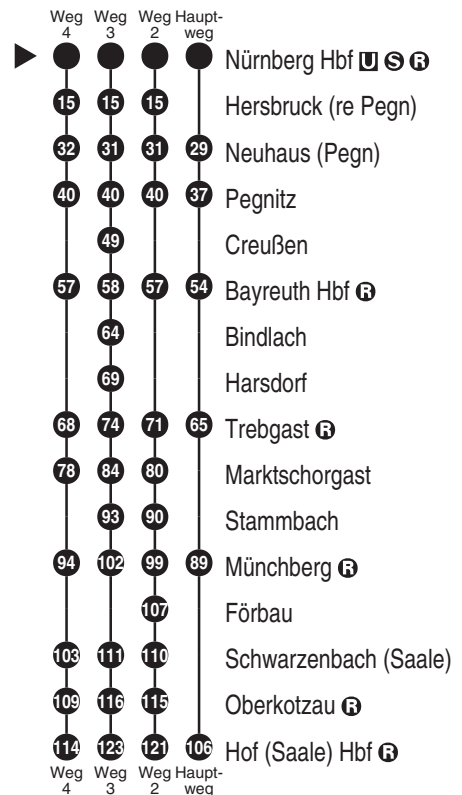 Weg Weg Weg Haupt-
4 3 2 weg
Nürnberg Hbf U S R
15 15 15 Hersbruck (re Pegn)
32 31 31 29 Neuhaus (Pegn)
40 40 40 37 Pegnitz
49 Creußen
57 58 57 54 Bayreuth Hbf R
64 Bindlach
69 Harsdorf
68 74 71 65 Trebgast R
78 84 80 Marktschorgast
93 90 Stammbach
94 102 99 89 Münchberg R
107 Förbau
103 111 110 Schwarzenbach (Saale)
109 116 115 Oberkotzau R
114 123 121 106 Hof (Saale) Hbf R
Weg Weg Weg Haupt-
4 3 2 weg